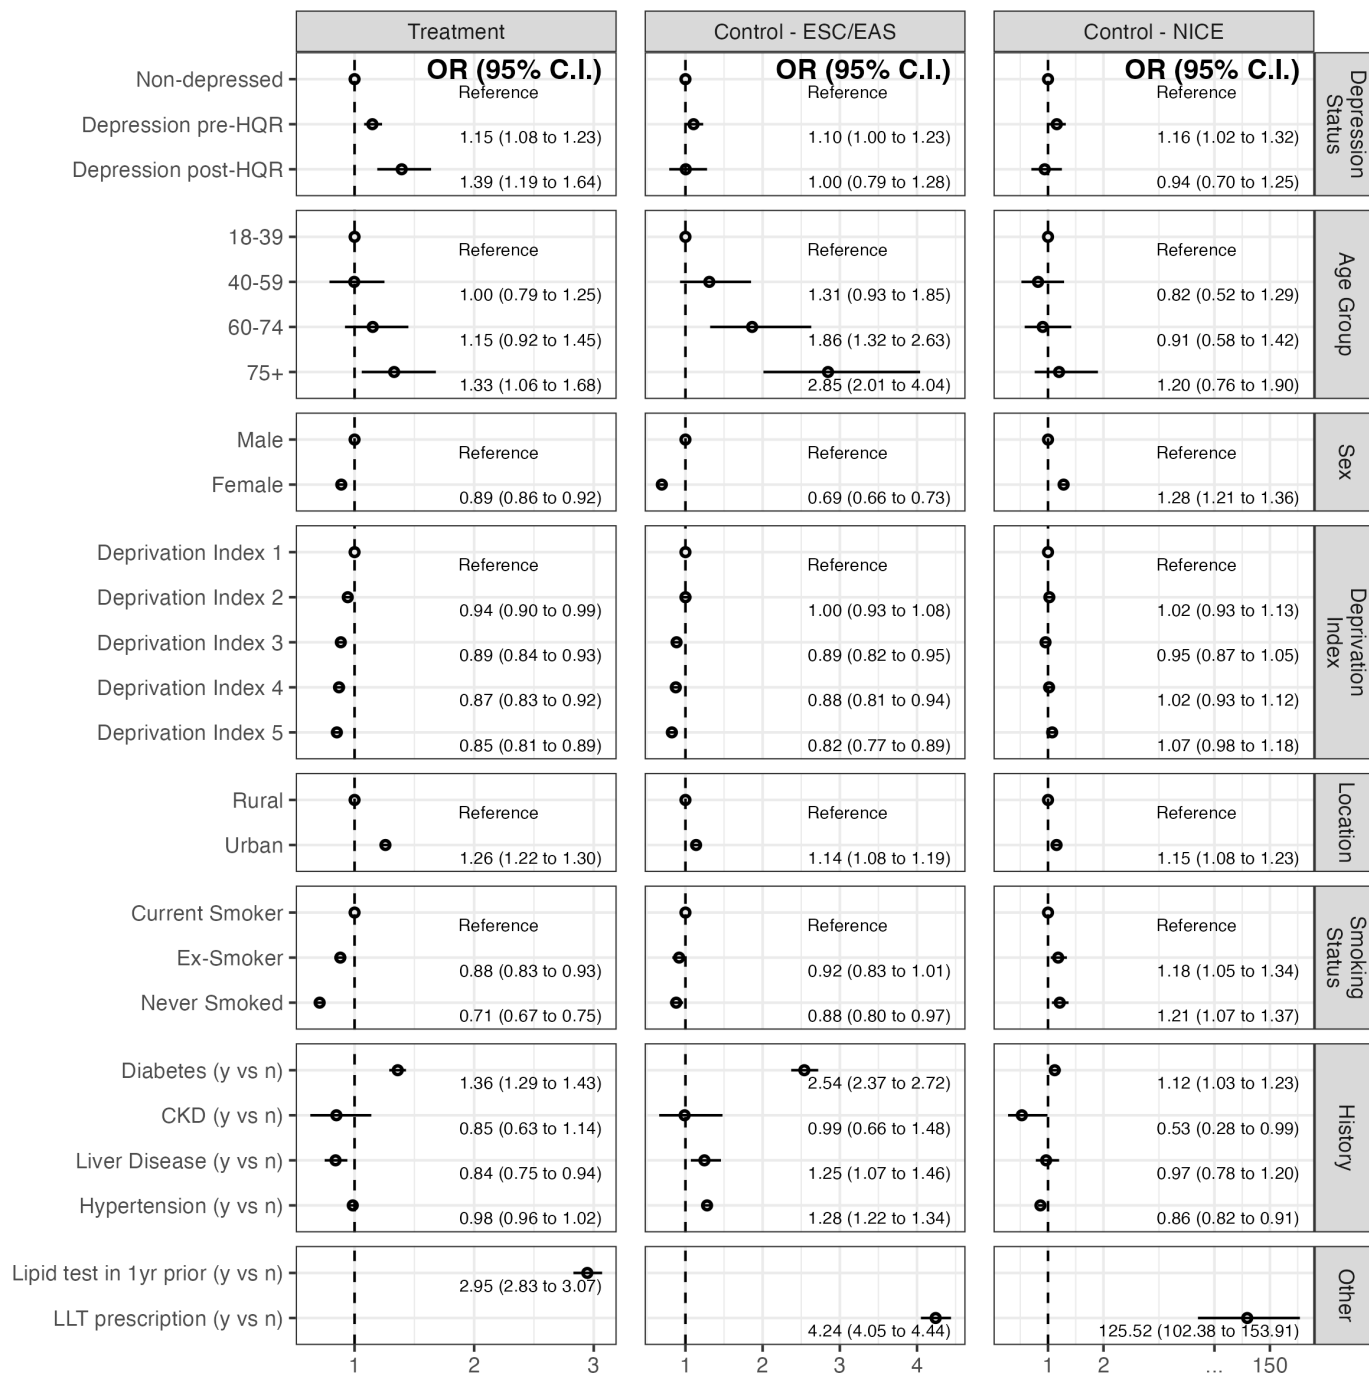 Treatment Control - ESC/EAS Control - NICE
OR (95% C.I.) OR (95% C.I.) OR (95% C.I.)
Non-depressed Reference Reference Reference
Depression pre-HQR 1.15 (1.08 to 1.23) 1.10 (1.00 to 1.23) 1.16 (1.02 to 1.32)
Depression post-HQR 1.39 (1.19 to 1.64) 1.00 (0.79 to 1.28) 0.94 (0.70 to 1.25)
Depression
Status
18-39 Reference Reference Reference
40-59 1.00 (0.79 to 1.25) 1.31 (0.93 to 1.85) 0.82 (0.52 to 1.29)
60-74 1.15 (0.92 to 1.45) 1.86 (1.32 to 2.63) 0.91 (0.58 to 1.42)
75+ 1.33 (1.06 to 1.68) 2.85 (2.01 to 4.04) 1.20 (0.76 to 1.90)
Age Group
Male Reference Reference Reference
Female 0.89 (0.86 to 0.92) 0.69 (0.66 to 0.73) 1.28 (1.21 to 1.36)
Sex
Deprivation Index 1 Reference Reference Reference
Deprivation Index 2 0.94 (0.90 to 0.99) 1.00 (0.93 to 1.08) 1.02 (0.93 to 1.13)
Deprivation Index 3 0.89 (0.84 to 0.93) 0.89 (0.82 to 0.95) 0.95 (0.87 to 1.05)
Deprivation Index 4 0.87 (0.83 to 0.92) 0.88 (0.81 to 0.94) 1.02 (0.93 to 1.12)
Deprivation Index 5 0.85 (0.81 to 0.89) 0.82 (0.77 to 0.89) 1.07 (0.98 to 1.18)
Deprivation
Index
Rural Reference Reference Reference
Urban 1.26 (1.22 to 1.30) 1.14 (1.08 to 1.19) 1.15 (1.08 to 1.23)
Location
Current Smoker Reference Reference Reference
Ex-Smoker 0.88 (0.83 to 0.93) 0.92 (0.83 to 1.01) 1.18 (1.05 to 1.34)
Never Smoked 0.71 (0.67 to 0.75) 0.88 (0.80 to 0.97) 1.21 (1.07 to 1.37)
Smoking
Status
Diabetes (y vs n) 1.36 (1.29 to 1.43) 2.54 (2.37 to 2.72) 1.12 (1.03 to 1.23)
CKD (y vs n) 0.85 (0.63 to 1.14) 0.99 (0.66 to 1.48) 0.53 (0.28 to 0.99)
Liver Disease (y vs n) 0.84 (0.75 to 0.94) 1.25 (1.07 to 1.46) 0.97 (0.78 to 1.20)
Hypertension (y vs n) 0.98 (0.96 to 1.02) 1.28 (1.22 to 1.34) 0.86 (0.82 to 0.91)
History
Lipid test in 1yr prior (y vs n) 2.95 (2.83 to 3.07)
LLT prescription (y vs n) 4.24 (4.05 to 4.44) 125.52 (102.38 to 153.91)
Other
1 2 3 1 2 3 4 1 2 ... 150